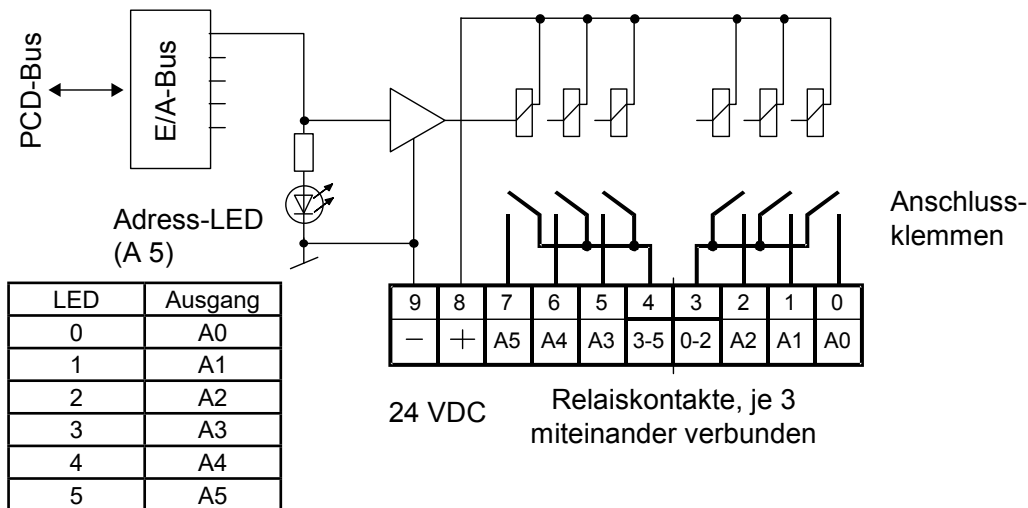 PCD-Bus
E/A-Bus
Adress-LED
(A 5)
Anschluss-
klemmen
9 8 7 6 5 4 3 2 1 0
− + A5 A4 A3 3-5 0-2 A2 A1 A0
24 VDC
Relaiskontakte, je 3
miteinander verbunden
LED Ausgang
0 A0
1 A1
2 A2
3 A3
4 A4
5 A5